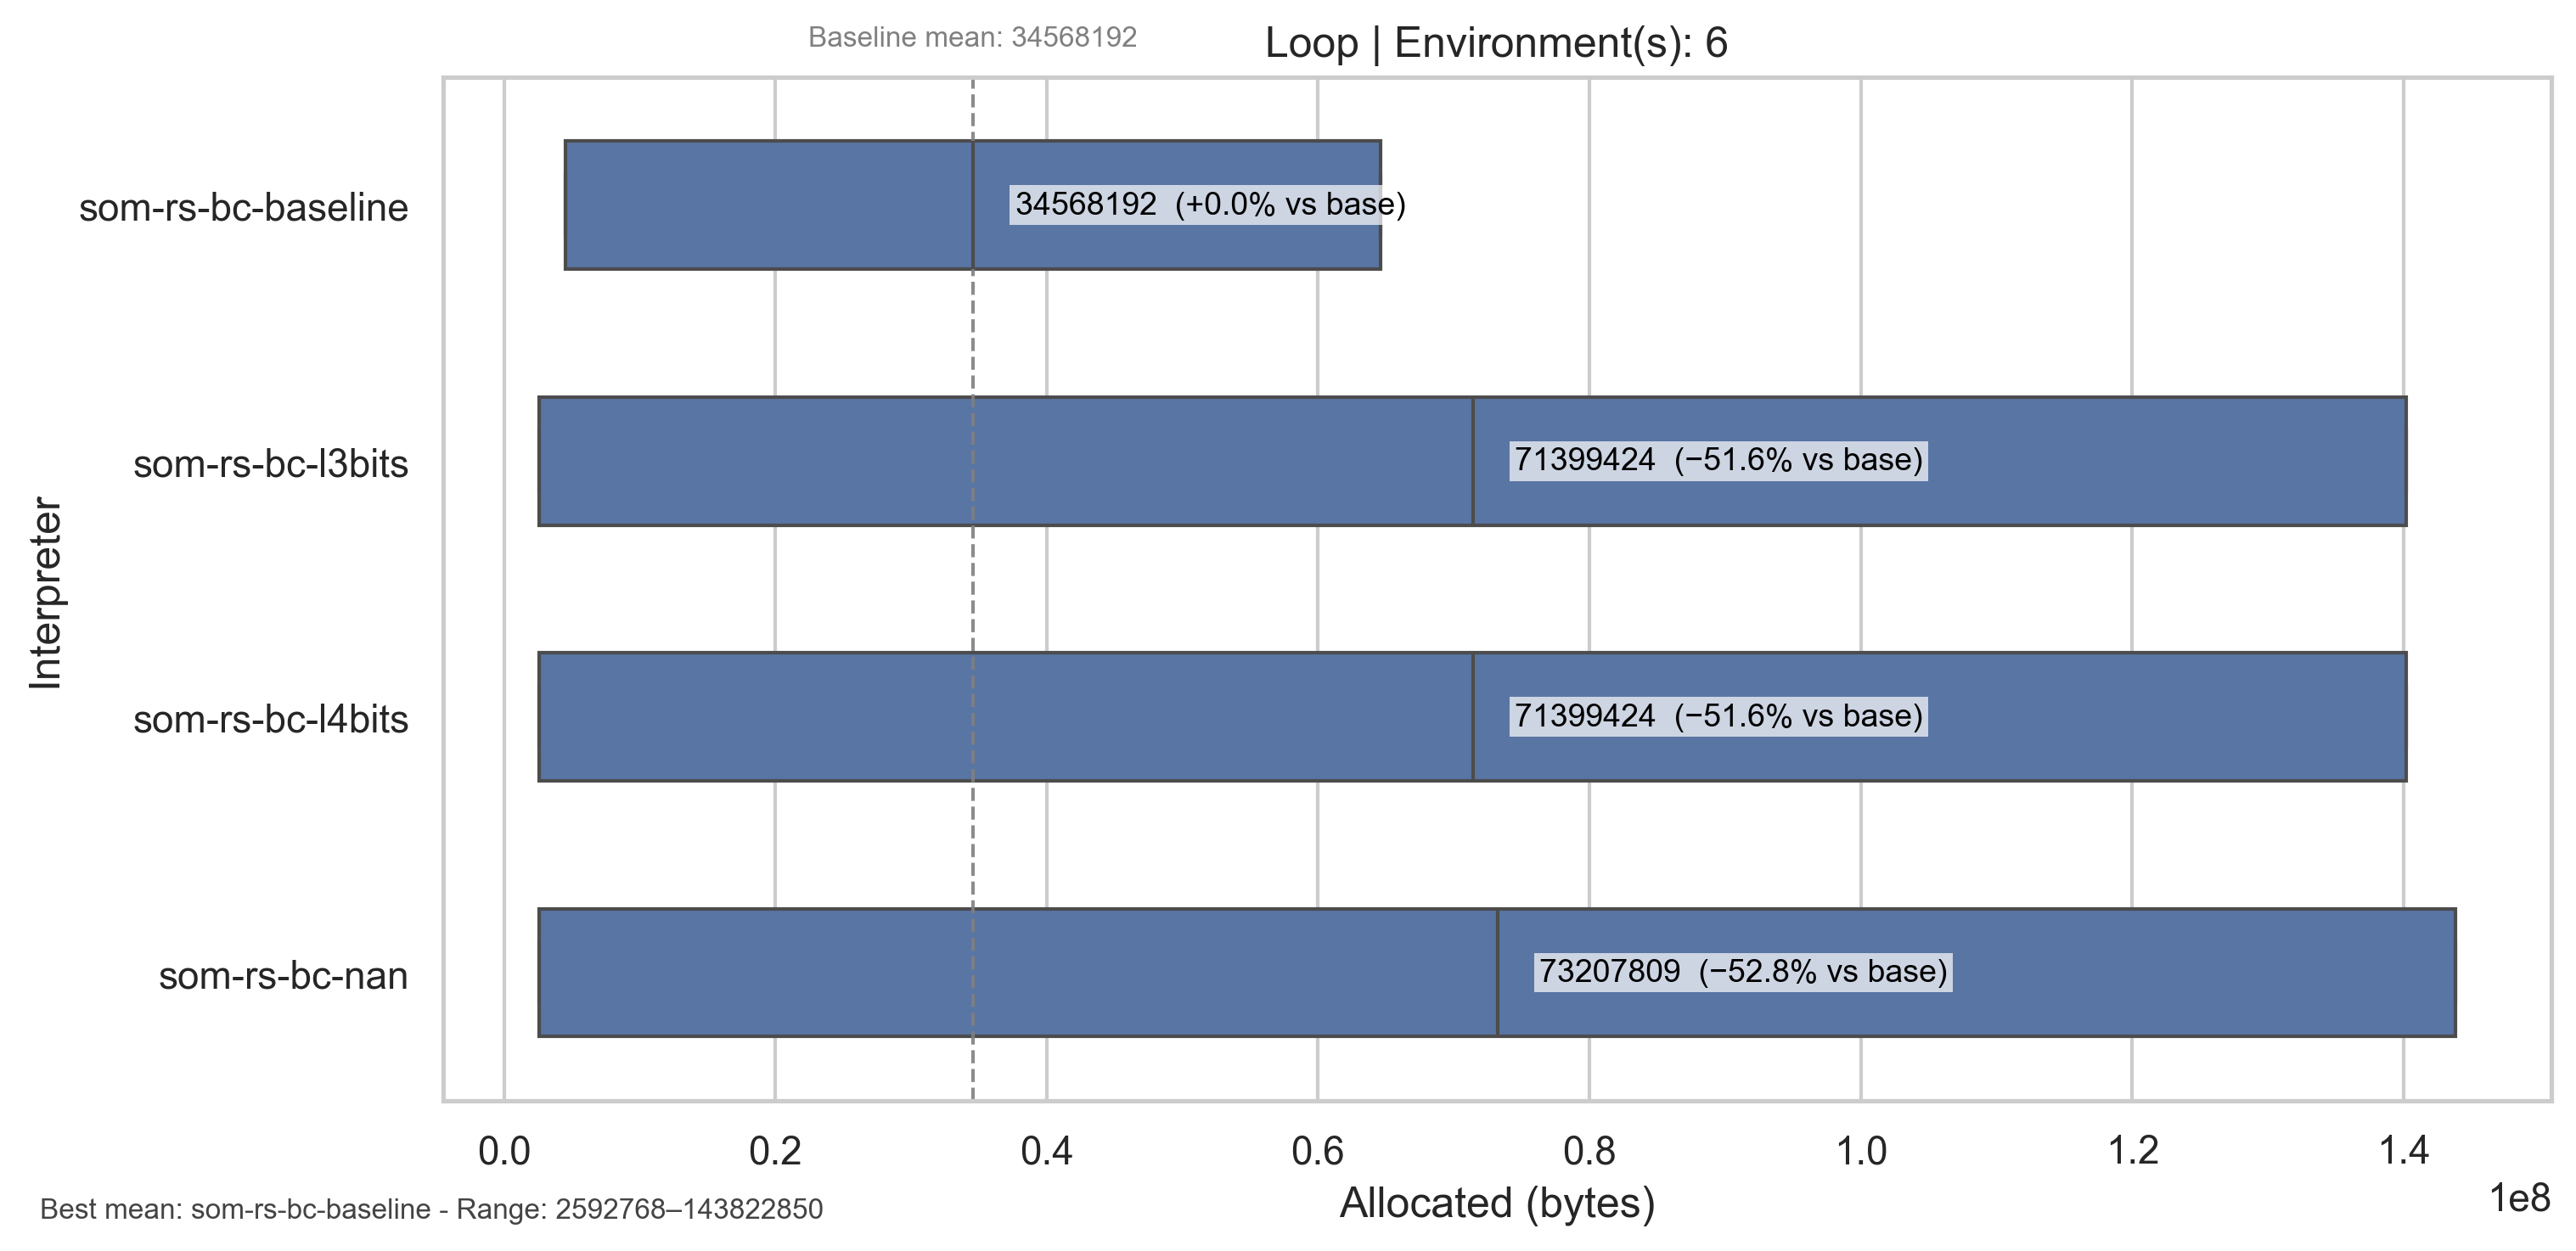 Baseline mean: 34568192
Loop | Environment(s): 6
som-rs-bc-baseline
34568192  (+0.0% vs base)
som-rs-bc-l3bits
71399424  (−51.6% vs base)
som-rs-bc-l4bits
71399424  (−51.6% vs base)
som-rs-bc-nan
73207809  (−52.8% vs base)
Interpreter
0.0 0.2 0.4 0.6 0.8 1.0 1.2 1.4
1e8
Allocated (bytes)
Best mean: som-rs-bc-baseline - Range: 2592768–143822850